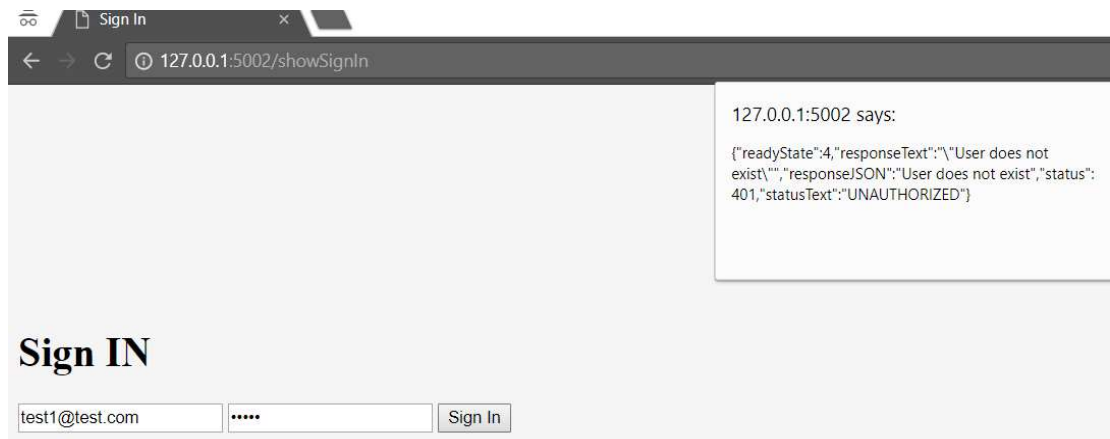 Sign In
127.0.0.1:5002/showSignIn
127.0.0.1:5002 says:
{"readyState":4,"responseText":"\"User does not
exist\"","responseJSON":"User does not exist","status":
401,"statusText":"UNAUTHORIZED"}
Sign IN
test1@test.com ••••• Sign In